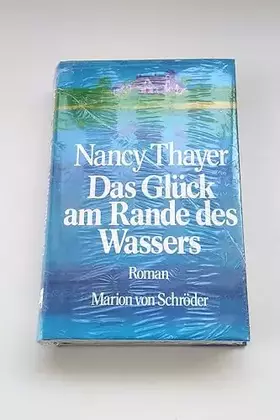 Nancy Thayer
Das Glück
am Rande des
Wassers
Roman
Marion von Schröder